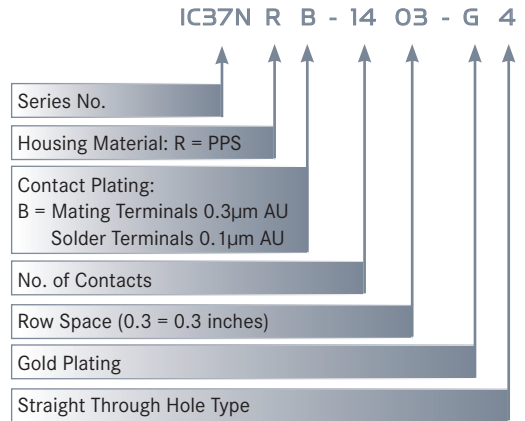 IC37N R B - 14 03 - G 4
Series No.
Housing Material: R = PPS
Contact Plating:
B = Mating Terminals 0.3µm AU
Solder Terminals 0.1µm AU
No. of Contacts
Row Space (0.3 = 0.3 inches)
Gold Plating
Straight Through Hole Type